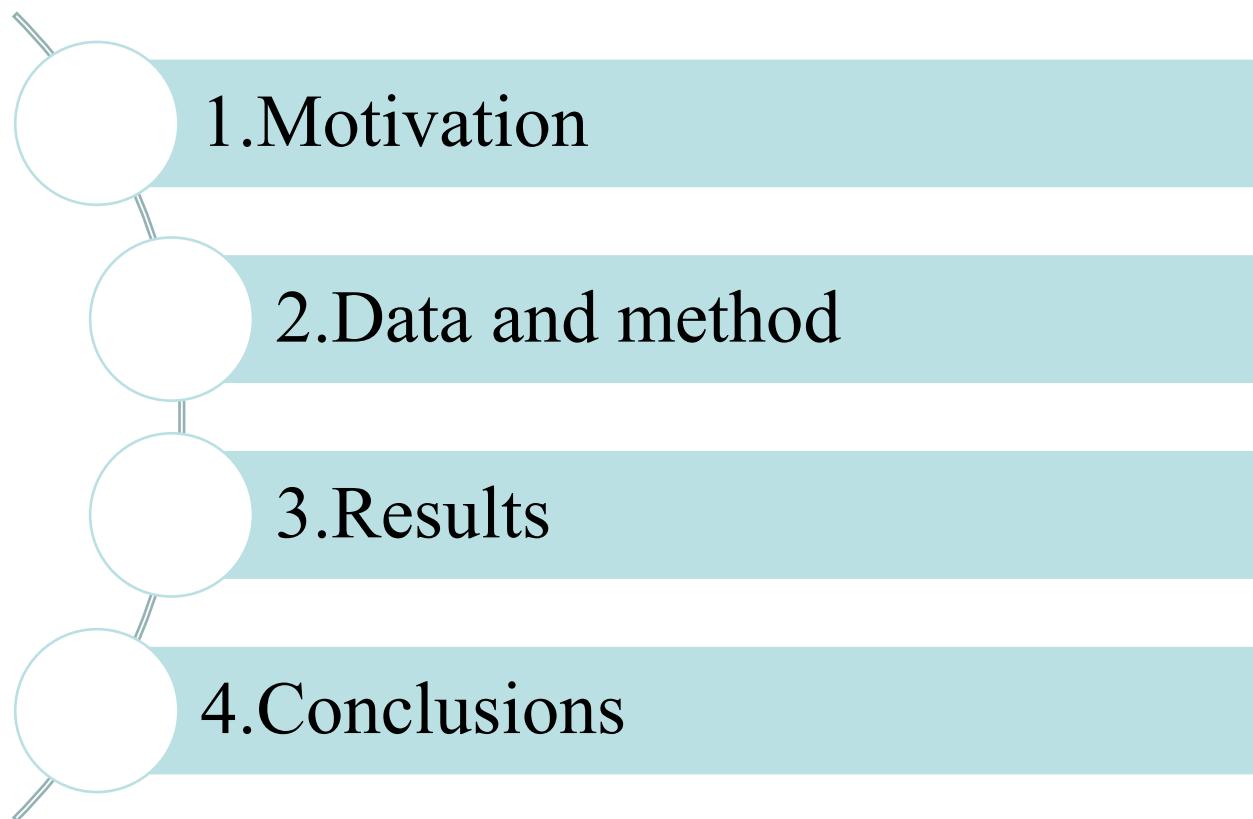 1.Motivation
2.Data and method
3.Results
4.Conclusions